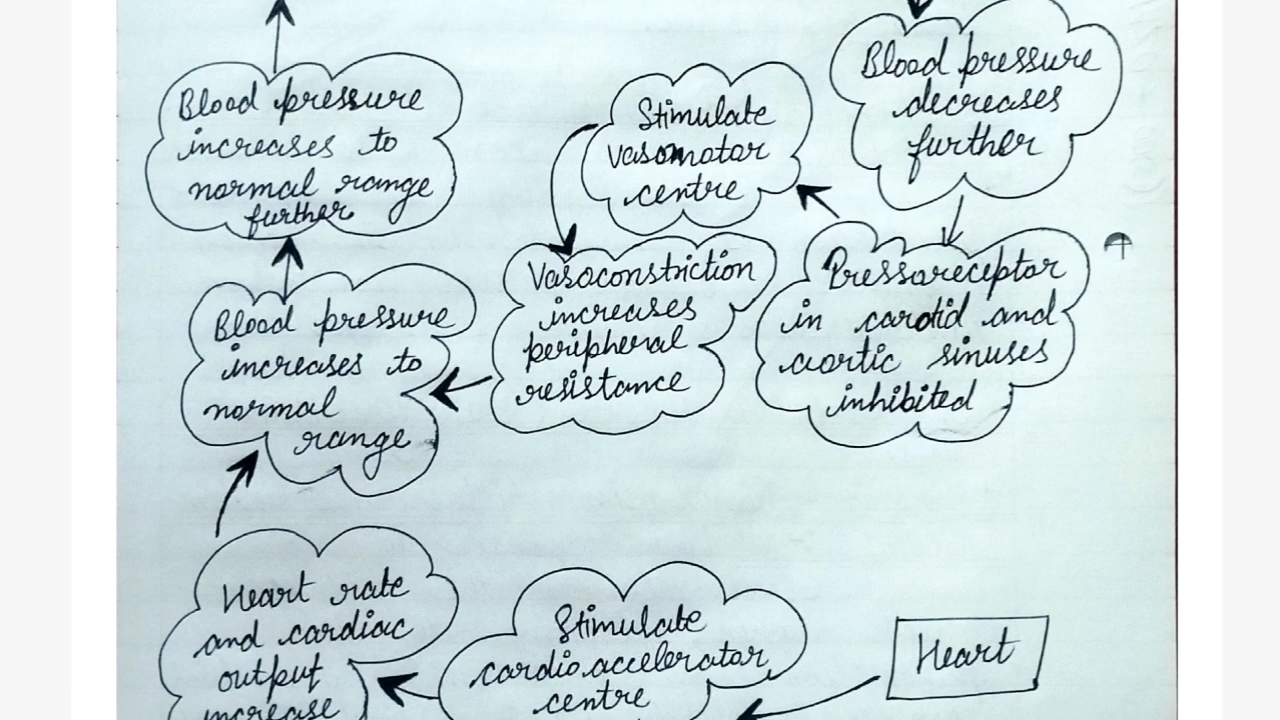 Blood pressure
increases to
normal range
further
Stimulate
vasomotor
centre
Blood pressure
decreases
further
Blood pressure
increases to
normal
range
Vasoconstriction
increases
peripheral
resistance
Pressoreceptor
in carotid and
aortic sinuses
inhibited
Heart rate
and cardiac
output
increase
Stimulate
cardio accelerator
centre
Heart